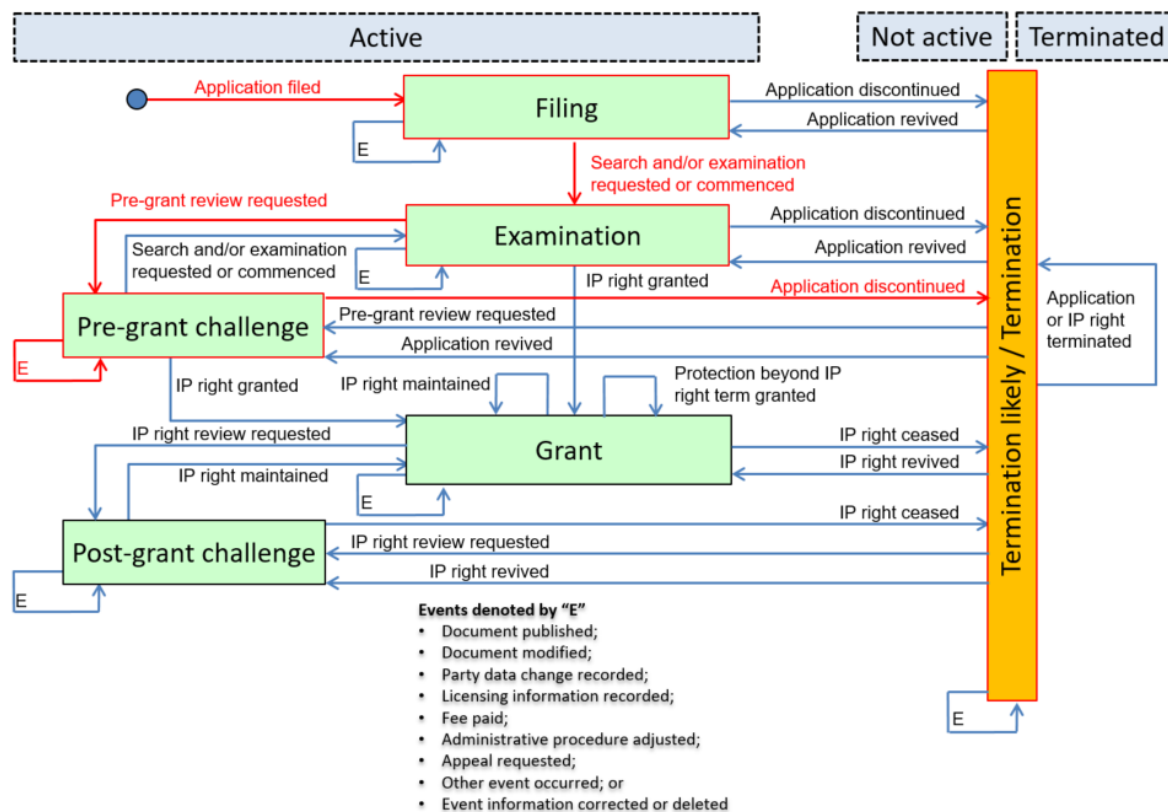 Active
Not active
Terminated
Application filed
Filing
Application discontinued
Application revived
E
Search and/or examination
requested or commenced
Pre-grant review requested
Examination
Application discontinued
Application revived
Search and/or examination
requested or commenced
E
IP right granted
Application discontinued
Pre-grant challenge
Pre-grant review requested
Application revived
E
Application
or IP right
terminated
Termination likely / Termination
IP right granted
IP right maintained
Protection beyond IP
right term granted
IP right review requested
Grant
IP right ceased
IP right revived
IP right maintained
E
IP right ceased
Post-grant challenge
IP right review requested
IP right revived
E
E
Events denoted by “E”
• Document published;
• Document modified;
• Party data change recorded;
• Licensing information recorded;
• Fee paid;
• Administrative procedure adjusted;
• Appeal requested;
• Other event occurred; or
• Event information corrected or deleted